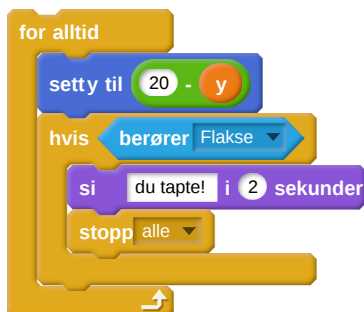 for alltid
sett y til 20 - y
hvis berører Flakse
si du tapte! i 2 sekunder
stopp alle